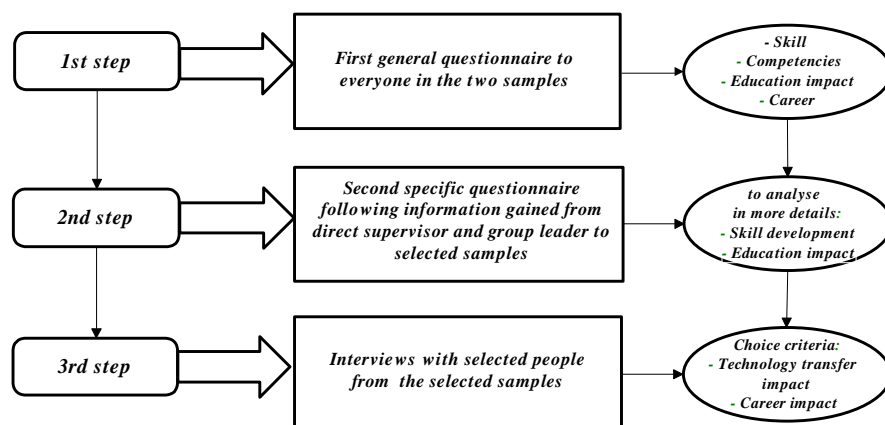 1st step
First general questionnaire to
everyone in the two samples
- Skill
- Competencies
- Education impact
- Career
2nd step
Second specific questionnaire
following information gained from
direct supervisor and group leader to
selected samples
to analyse
in more details:
- Skill development
- Education impact
3rd step
Interviews with selected people
from the selected samples
Choice criteria:
- Technology transfer
impact
- Career impact